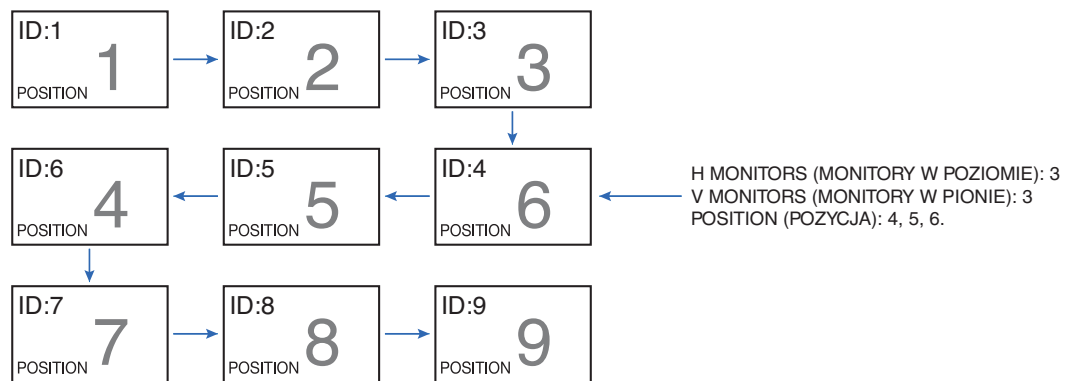 ID:1
1
POSITION
ID:2
2
POSITION
ID:3
3
POSITION
ID:6
4
POSITION
ID:5
5
POSITION
ID:4
6
POSITION
H MONITORS (MONITORY W POZIOMIE): 3
V MONITORS (MONITORY W PIONIE): 3
POSITION (POZYCJA): 4, 5, 6.
ID:7
7
POSITION
ID:8
8
POSITION
ID:9
9
POSITION